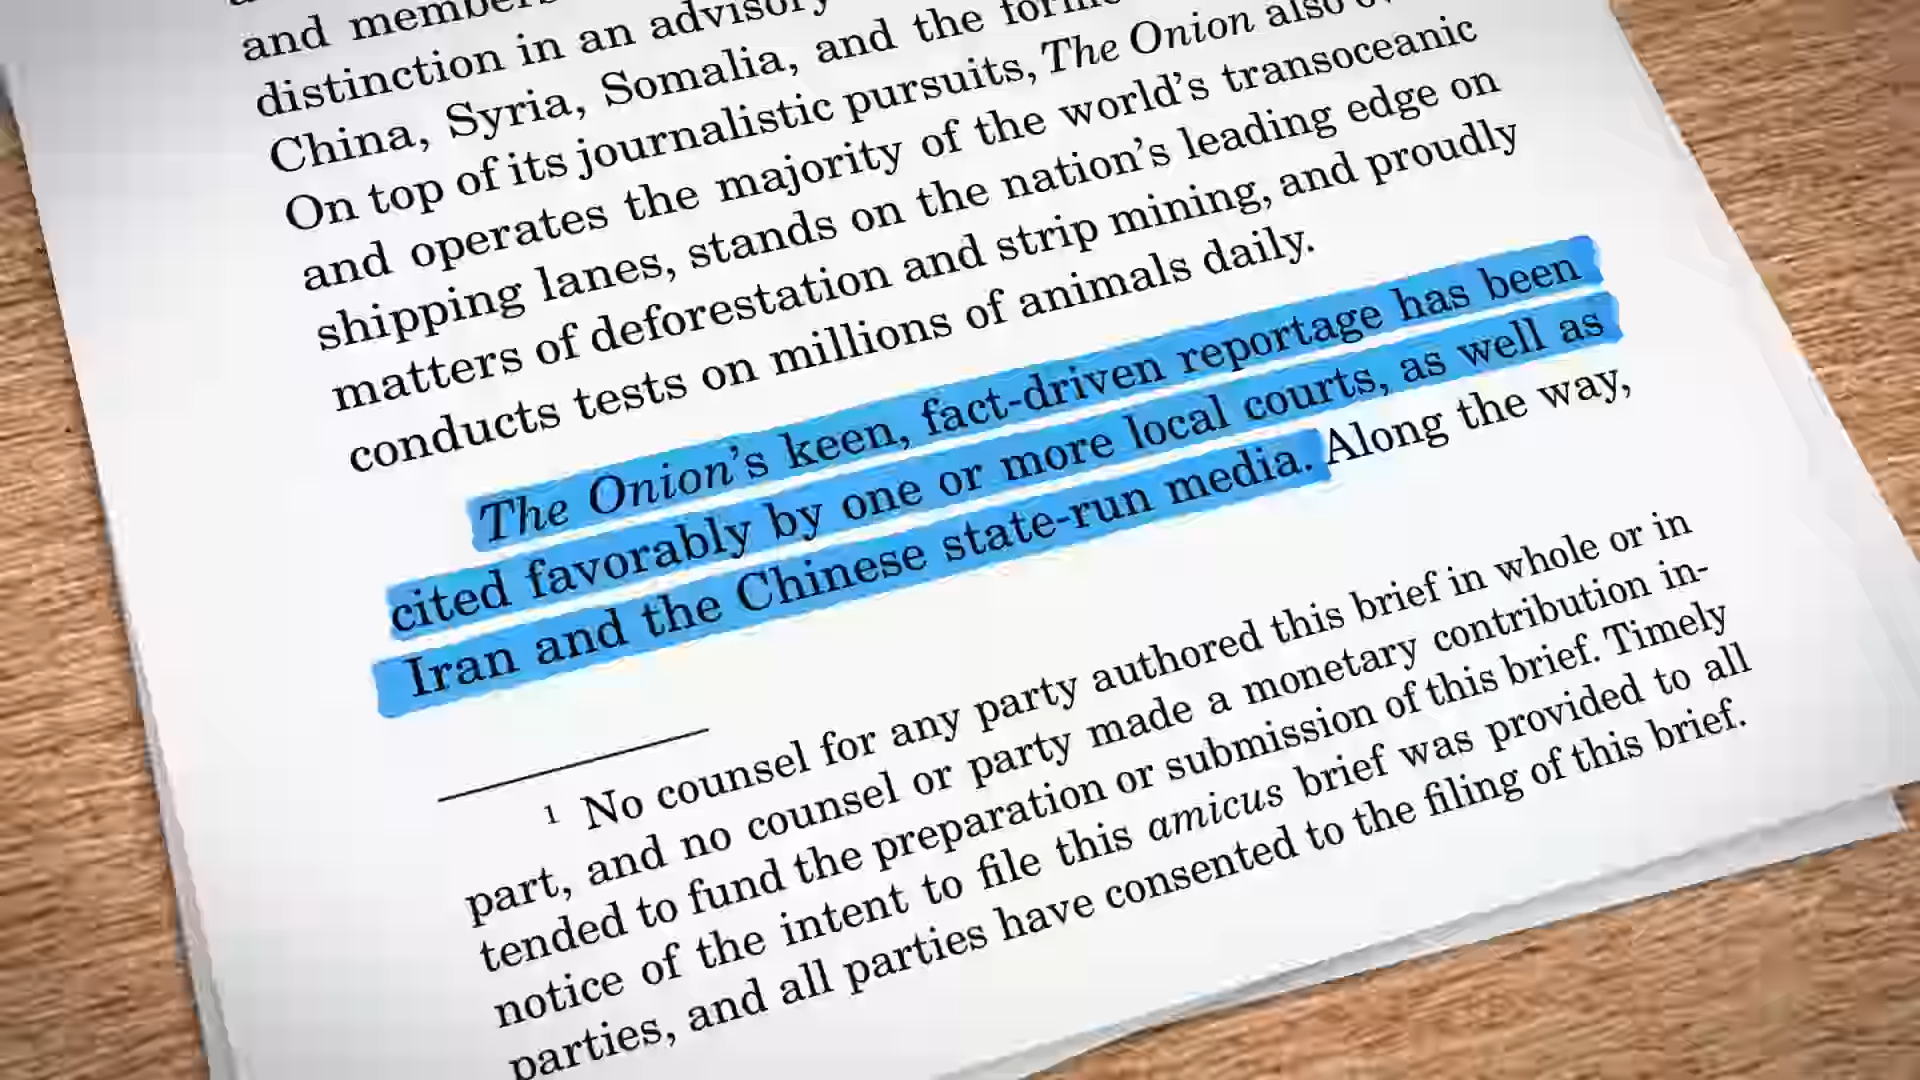 and members
distinction in an advisory
China, Syria, Somalia, and the
On top of its journalistic pursuits, The Onion also
and operates the majority of the world's transoceanic
shipping lanes, stands on the nation's leading edge on
matters of deforestation and strip mining, and proudly
conducts tests on millions of animals daily.
The Onion's keen, fact-driven reportage has been
cited favorably by one or more local courts, as well as
Iran and the Chinese state-run media. Along the way,
1 No counsel for any party authored this brief in whole or in
part, and no counsel or party made a monetary contribution in-
tended to fund the preparation or submission of this brief. Timely
notice of the intent to file this amicus brief was provided to all
parties, and all parties have consented to the filing of this brief.